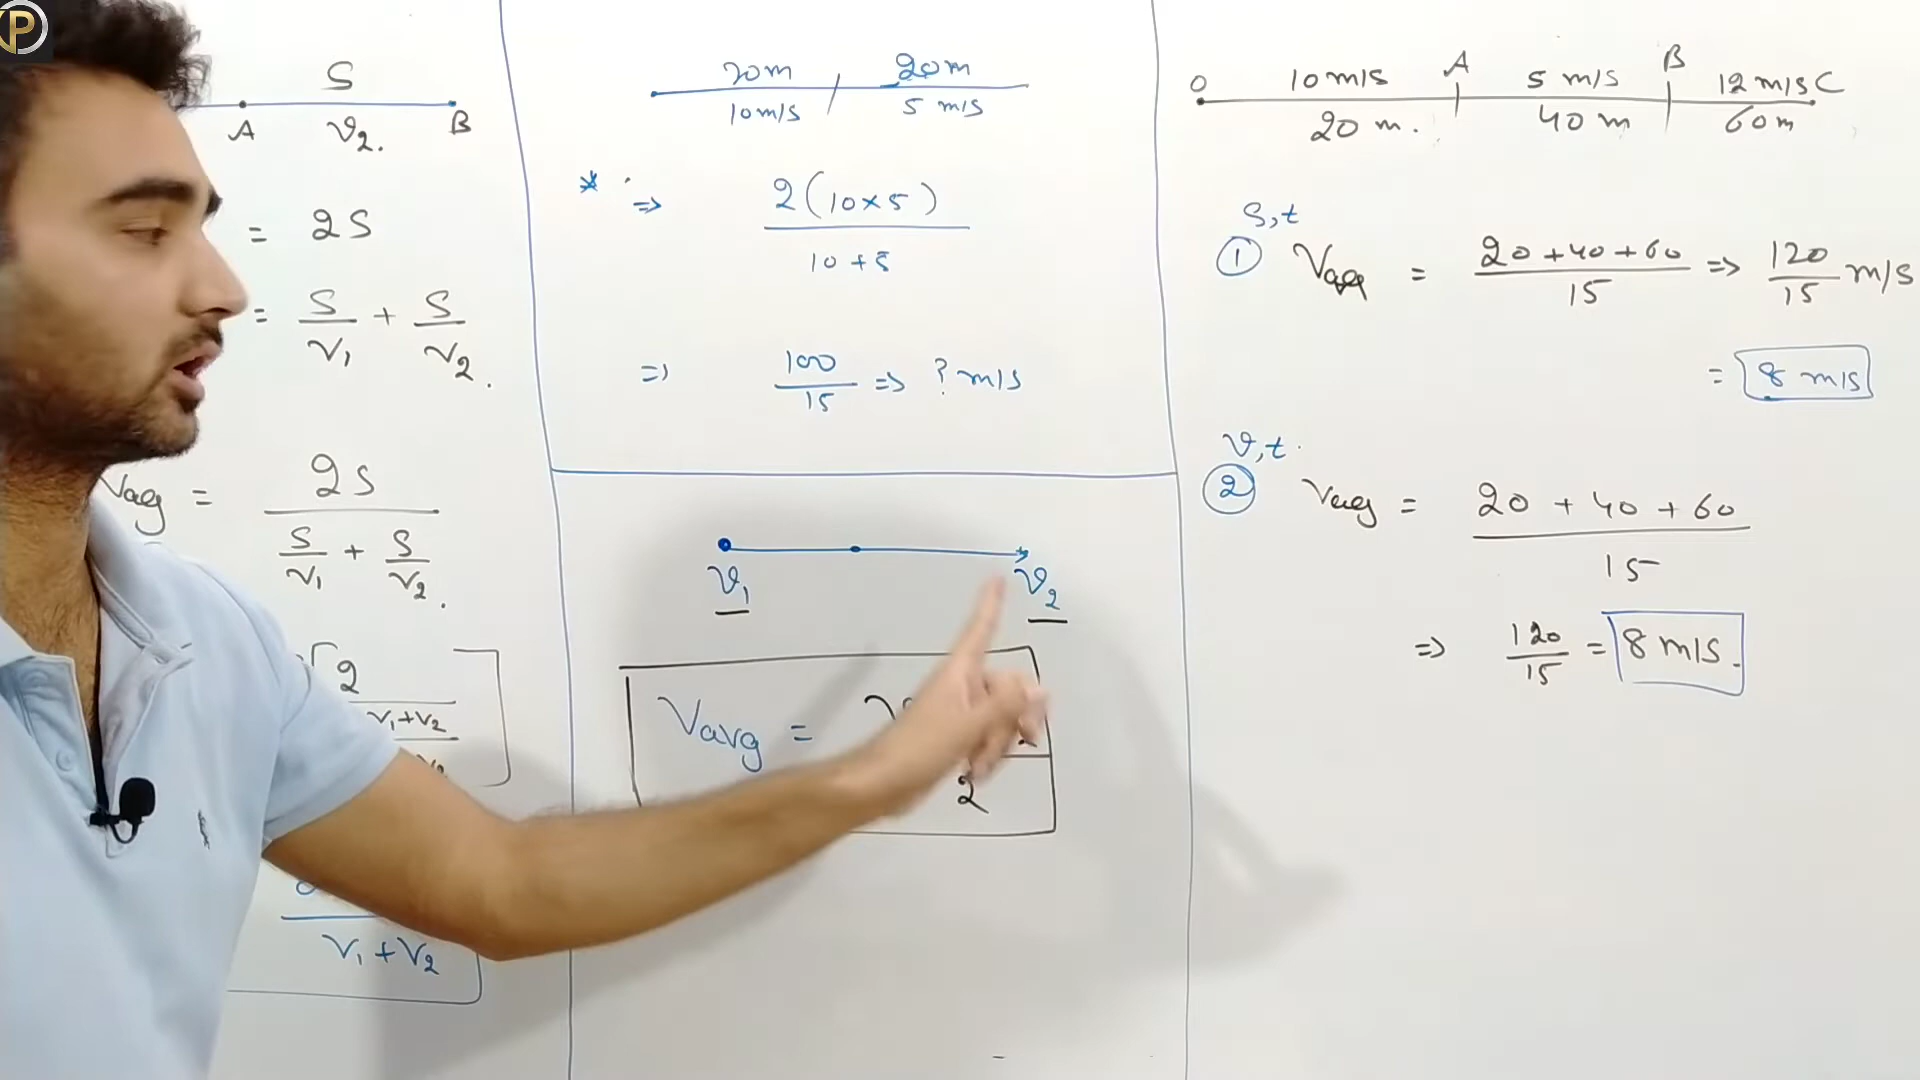 P
S
A V2. B
= 2S
= S/V1 + S/V2.
Vavg = 2S / (S/V1 + S/V2.)
2
V1+V2
V1+V2
20m 20m
10m/s 5 m/s
* => 2(10×5) / 10+5
=> 100/15 => ? m/s
V1 V2
Vavg =
2
O 10 m/s A 5 m/s B 12 m/s C
20 m. 40 m 60 m
S,t
① Vavg = 20+40+60 / 15 => 120/15 m/s
= 8 m/s
V,t.
② Vavg = 20 + 40 + 60 / 15
=> 120/15 = 8 m/s.